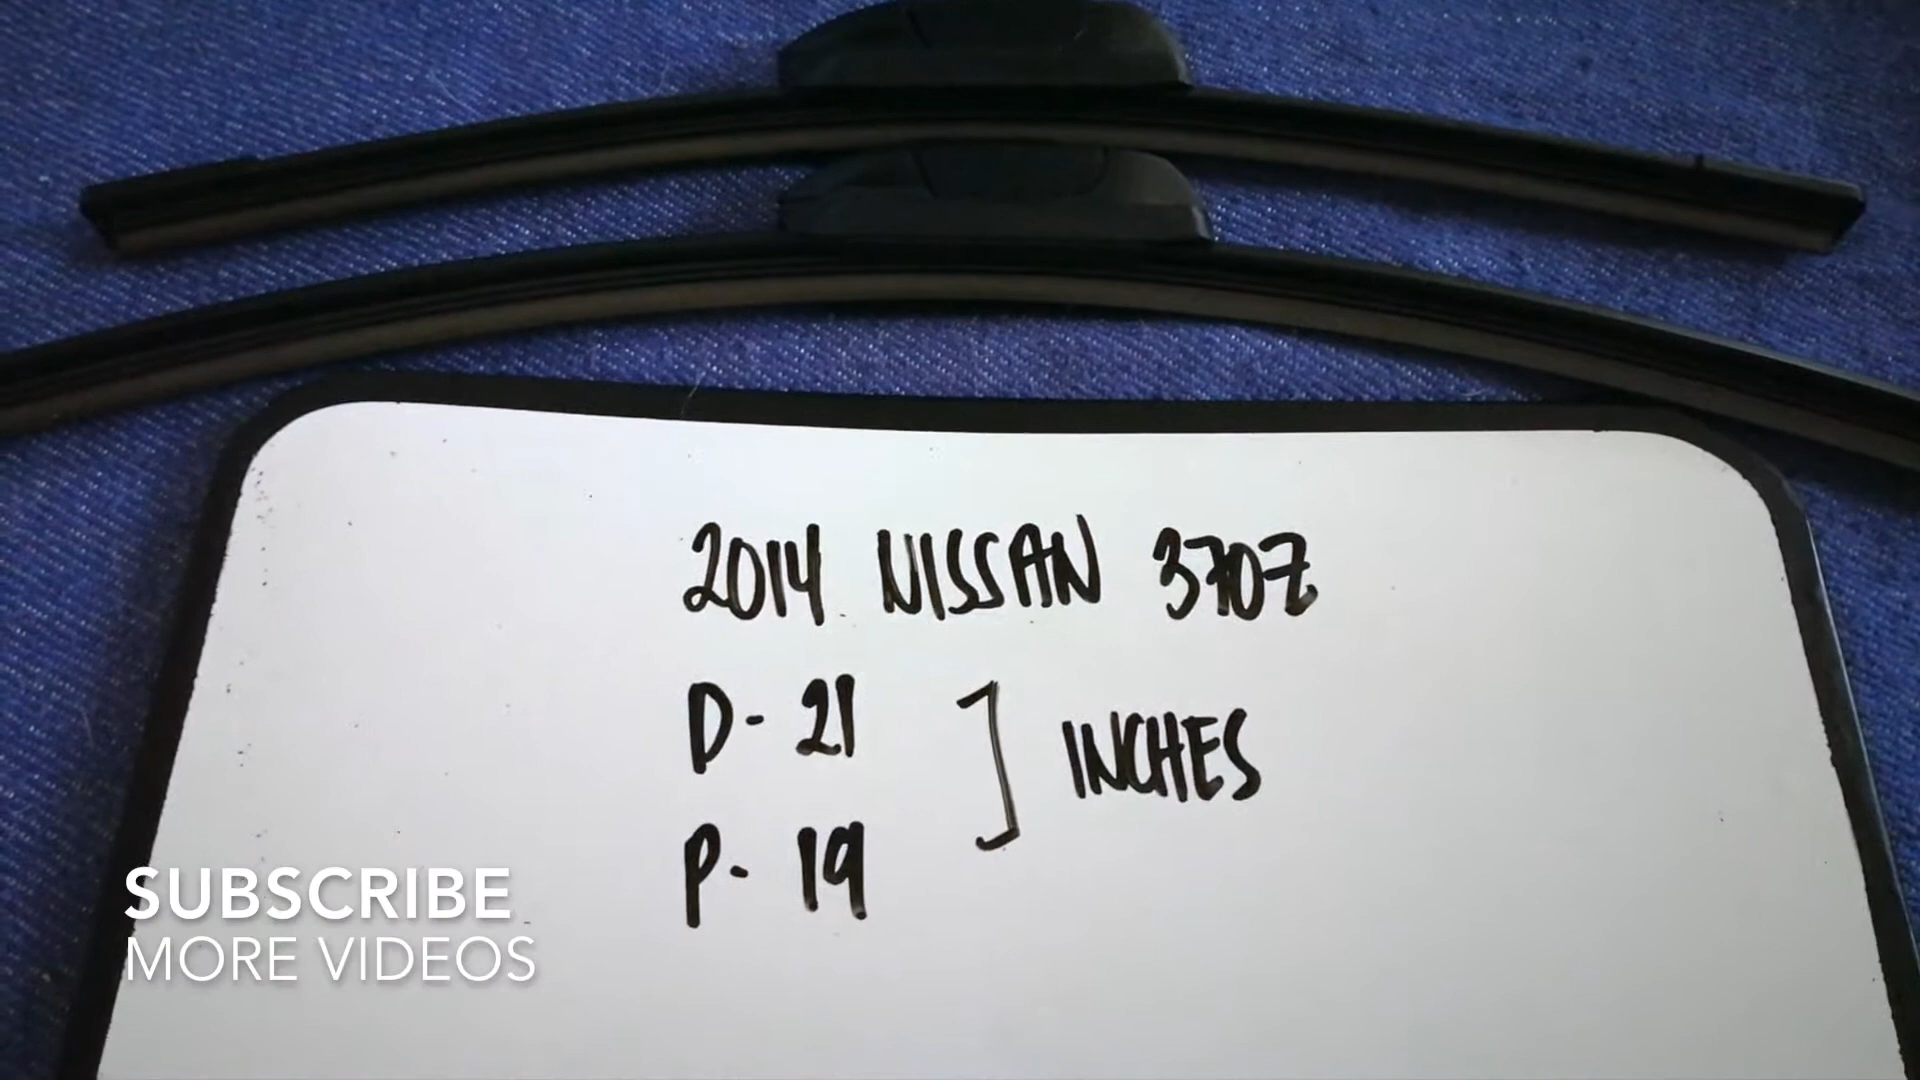 2014 NISSAN 370Z
D- 21
P- 19
] INCHES
SUBSCRIBE
MORE VIDEOS